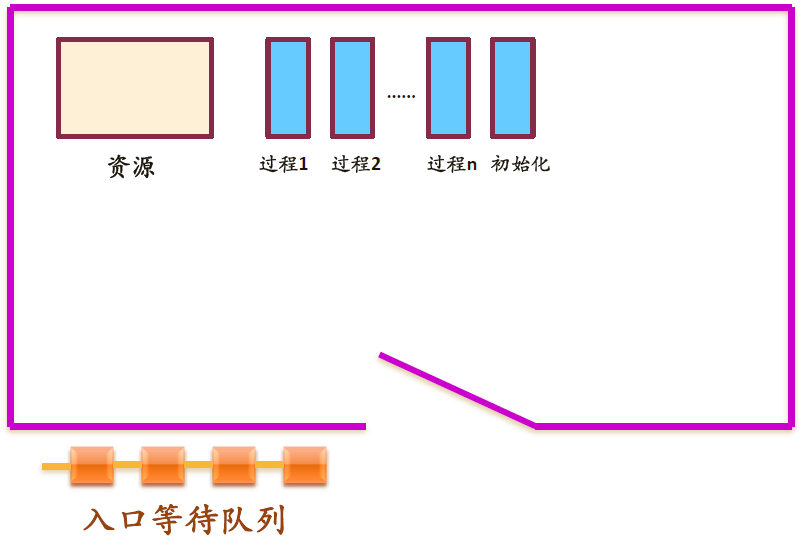 ......
资源
过程1 过程2 过程n 初始化
入口等待队列